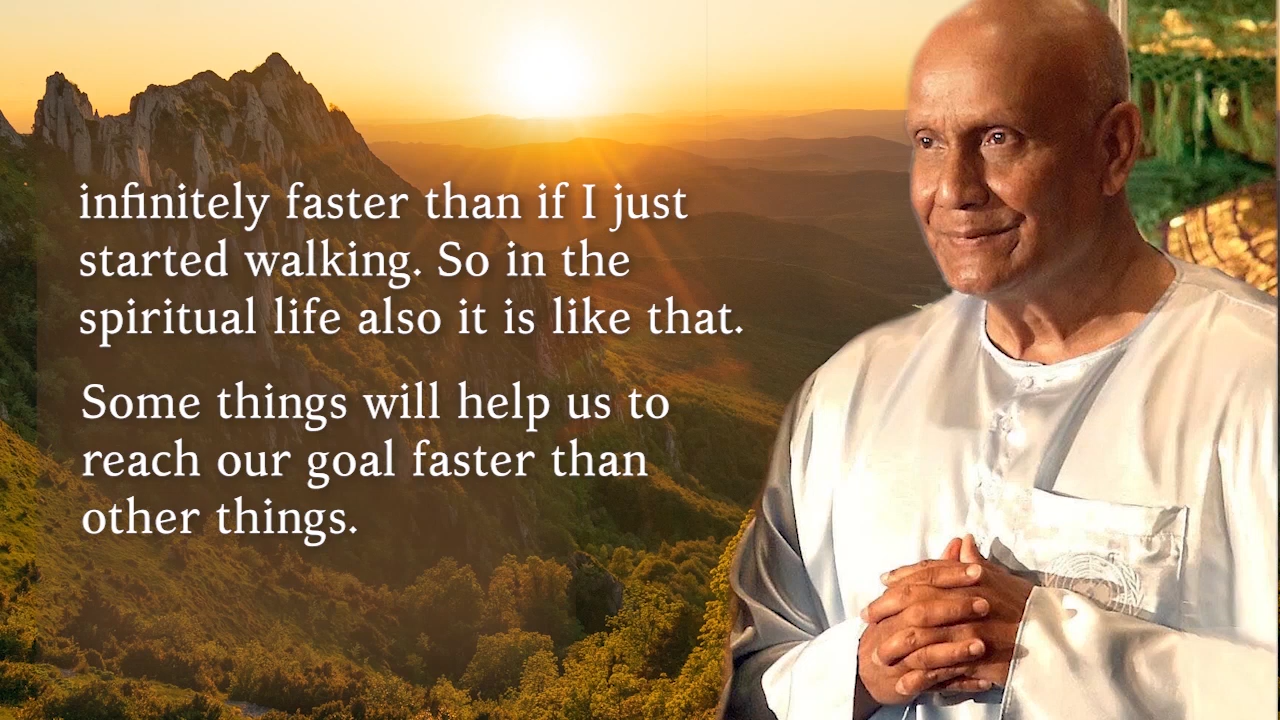 infinitely faster than if I just
started walking. So in the
spiritual life also it is like that.
Some things will help us to
reach our goal faster than
other things.